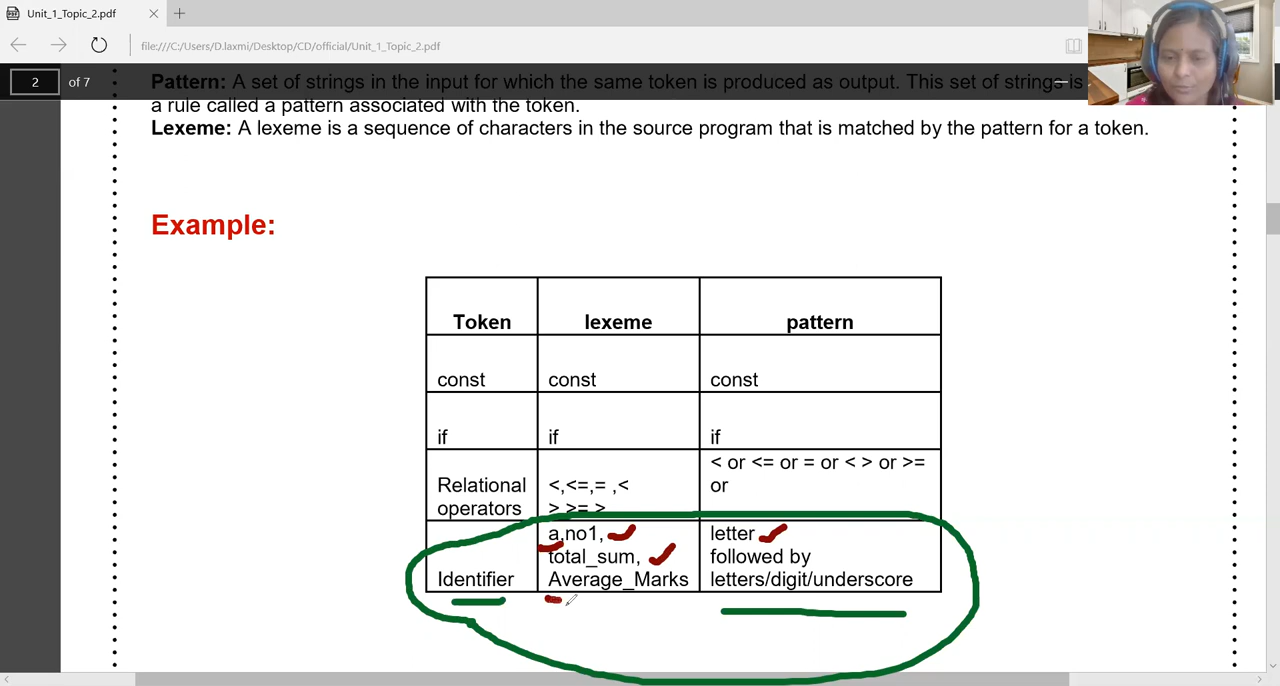 Unit_1_Topic_2.pdf
file:///C:/Users/D.laxmi/Desktop/CD/official/Unit_1_Topic_2.pdf
2 of 7
Pattern: A set of strings in the input for which the same token is produced as output. This set of strings is
a rule called a pattern associated with the token.
Lexeme: A lexeme is a sequence of characters in the source program that is matched by the pattern for a token.
Example:
Token lexeme pattern
const const const
if if if
Relational
operators
<,<=,= ,<
> >= >
< or <= or = or < > or >=
or
Identifier
a,no1,
total_sum,
Average_Marks
letter
followed by
letters/digit/underscore